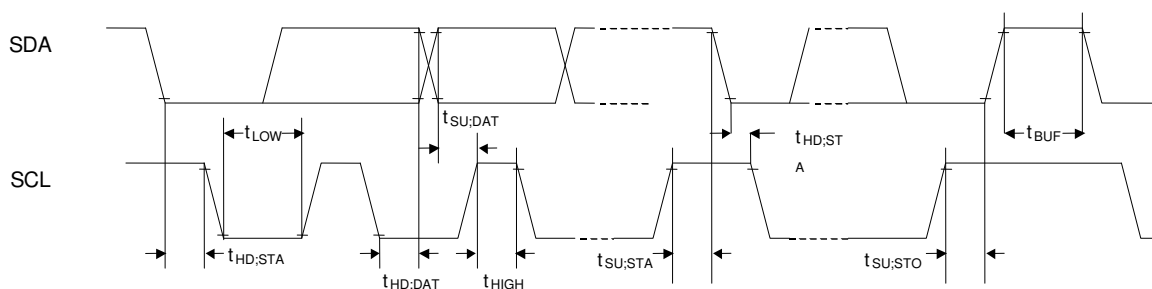 SDA
tSU;DAT
tLOW
tHD;ST
A
tBUF
SCL
tHD;STA
tHD;DAT
tHIGH
tSU;STA
tSU;STO